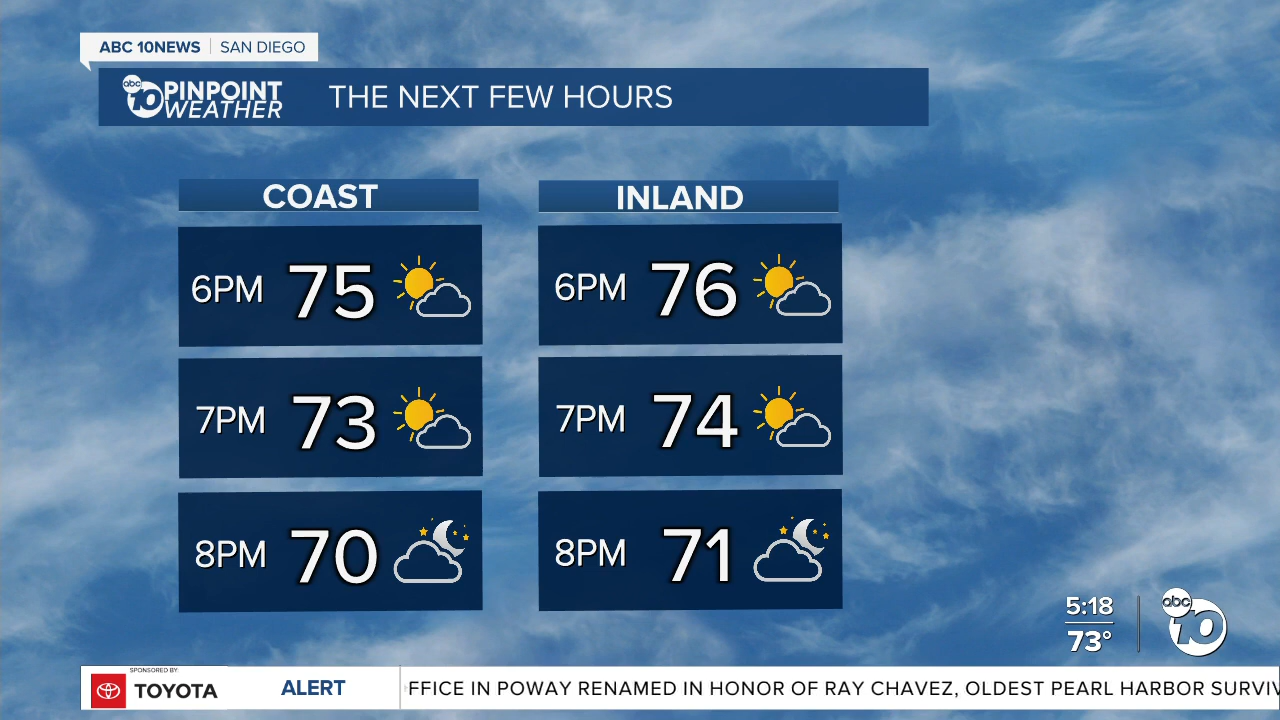 ABC 10NEWS | SAN DIEGO
abc 10 PINPOINT WEATHER
THE NEXT FEW HOURS
COAST
6PM 75
7PM 73
8PM 70
INLAND
6PM 76
7PM 74
8PM 71
5:18
73°
abc 10
SPONSORED BY:
TOYOTA
ALERT
FFICE IN POWAY RENAMED IN HONOR OF RAY CHAVEZ, OLDEST PEARL HARBOR SURVIV